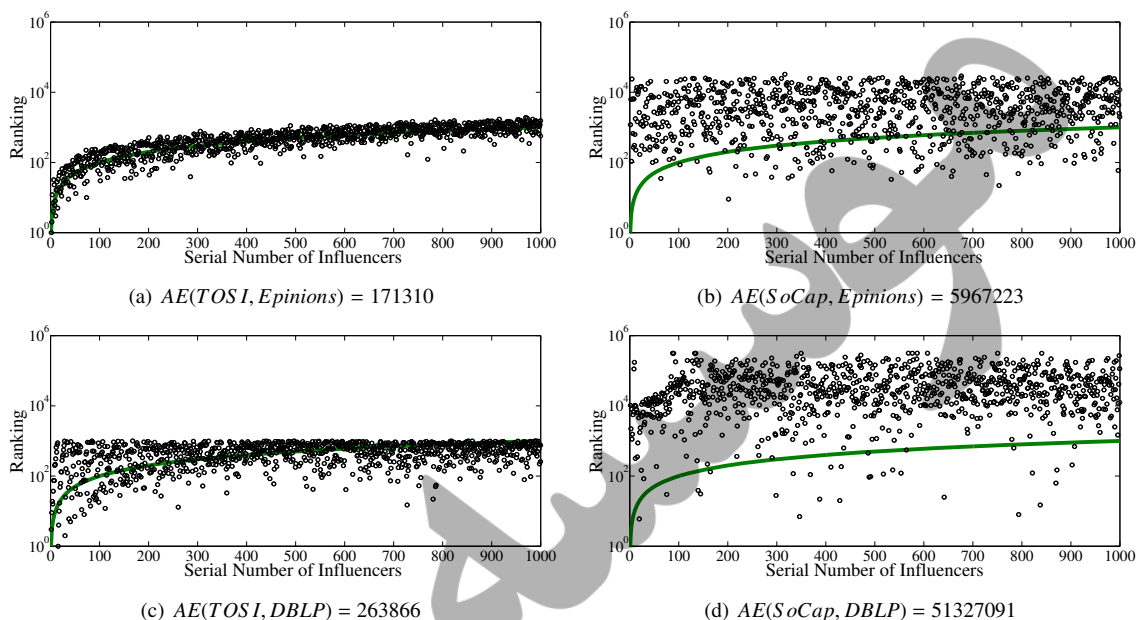 10^6
10^4
10^2
10^0
Ranking
0 100 200 300 400 500 600 700 800 900 1000
Serial Number of Influencers
(a) AE(TOSI, Epinions) = 171310
10^6
10^4
10^2
10^0
Ranking
0 100 200 300 400 500 600 700 800 900 1000
Serial Number of Influencers
(b) AE(SoCap, Epinions) = 5967223
10^6
10^4
10^2
10^0
Ranking
0 100 200 300 400 500 600 700 800 900 1000
Serial Number of Influencers
(c) AE(TOSI, DBLP) = 263866
10^6
10^4
10^2
10^0
Ranking
0 100 200 300 400 500 600 700 800 900 1000
Serial Number of Influencers
(d) AE(SoCap, DBLP) = 51327091